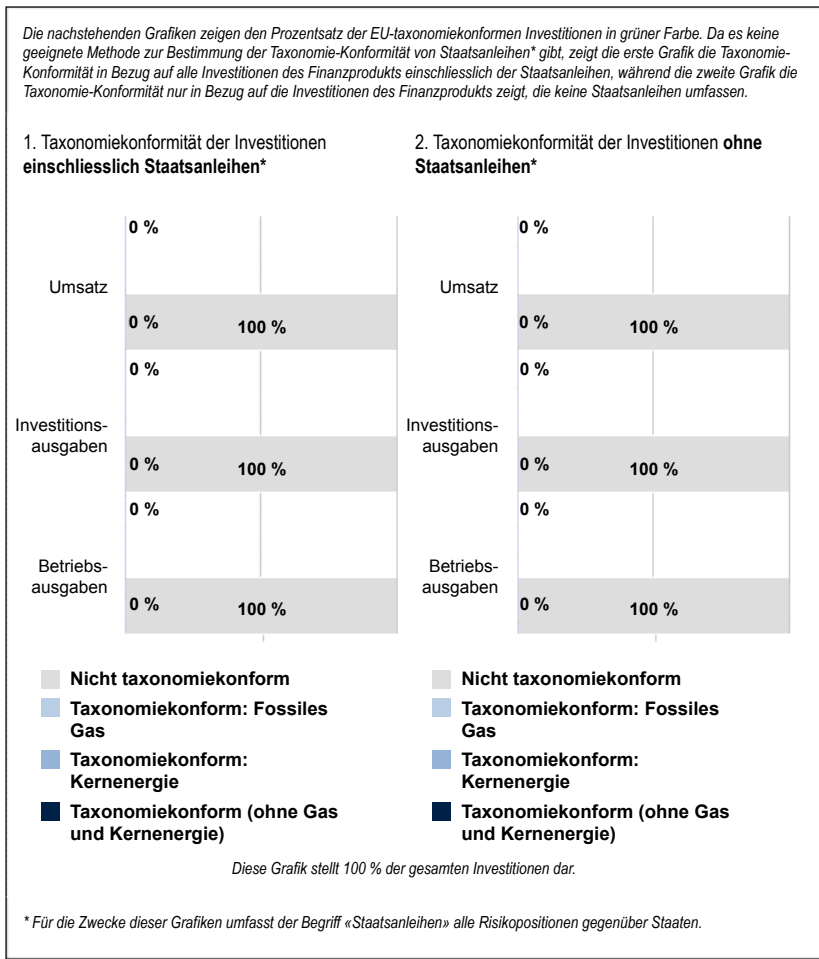 Die nachstehenden Grafiken zeigen den Prozentsatz der EU-taxonomiekonformen Investitionen in grüner Farbe. Da es keine
geeignete Methode zur Bestimmung der Taxonomie-Konformität von Staatsanleihen* gibt, zeigt die erste Grafik die Taxonomie-
Konformität in Bezug auf alle Investitionen des Finanzprodukts einschliesslich der Staatsanleihen, während die zweite Grafik die
Taxonomie-Konformität nur in Bezug auf die Investitionen des Finanzprodukts zeigt, die keine Staatsanleihen umfassen.
1. Taxonomiekonformität der Investitionen
einschliesslich Staatsanleihen*
0 %
Umsatz
0 % 100 %
0 %
Investitions-
ausgaben
0 % 100 %
0 %
Betriebs-
ausgaben
0 % 100 %
Nicht taxonomiekonform
Taxonomiekonform: Fossiles
Gas
Taxonomiekonform:
Kernenergie
Taxonomiekonform (ohne Gas
und Kernenergie)
2. Taxonomiekonformität der Investitionen ohne
Staatsanleihen*
0 %
Umsatz
0 % 100 %
0 %
Investitions-
ausgaben
0 % 100 %
0 %
Betriebs-
ausgaben
0 % 100 %
Nicht taxonomiekonform
Taxonomiekonform: Fossiles
Gas
Taxonomiekonform:
Kernenergie
Taxonomiekonform (ohne Gas
und Kernenergie)
Diese Grafik stellt 100 % der gesamten Investitionen dar.
* Für die Zwecke dieser Grafiken umfasst der Begriff «Staatsanleihen» alle Risikopositionen gegenüber Staaten.